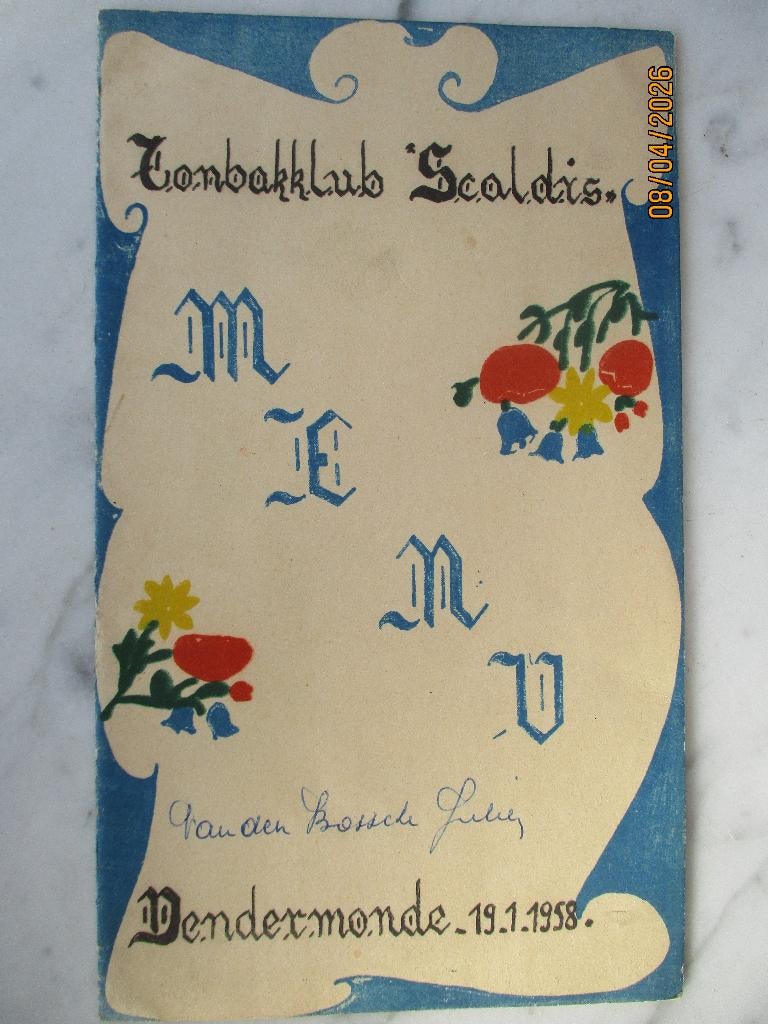 Tonbakklub "Scaldis„
M
E
N
U
Van den Bossche Julien
Dendermonde - 19.1.1958.
08/04/2026